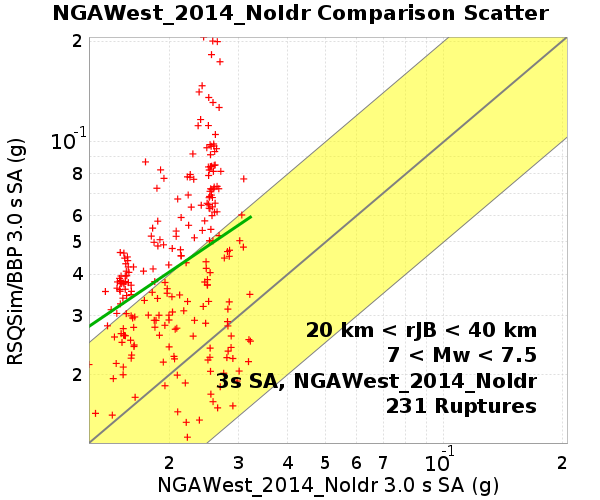 NGAWest_2014_NoIdr Comparison Scatter
RSQSim/BBP 3.0 s SA (g)
2
10-1
8
6
5
4
3
2
20 km < rJB < 40 km
7 < Mw < 7.5
3s SA, NGAWest_2014_NoIdr
231 Ruptures
2 3 4 5 6 7 10-1 2
NGAWest_2014_NoIdr 3.0 s SA (g)